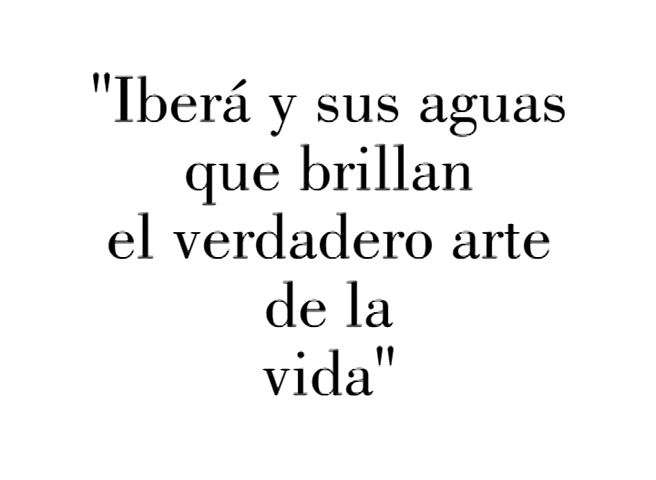 "Iberá y sus aguas
que brillan
el verdadero arte
de la
vida"